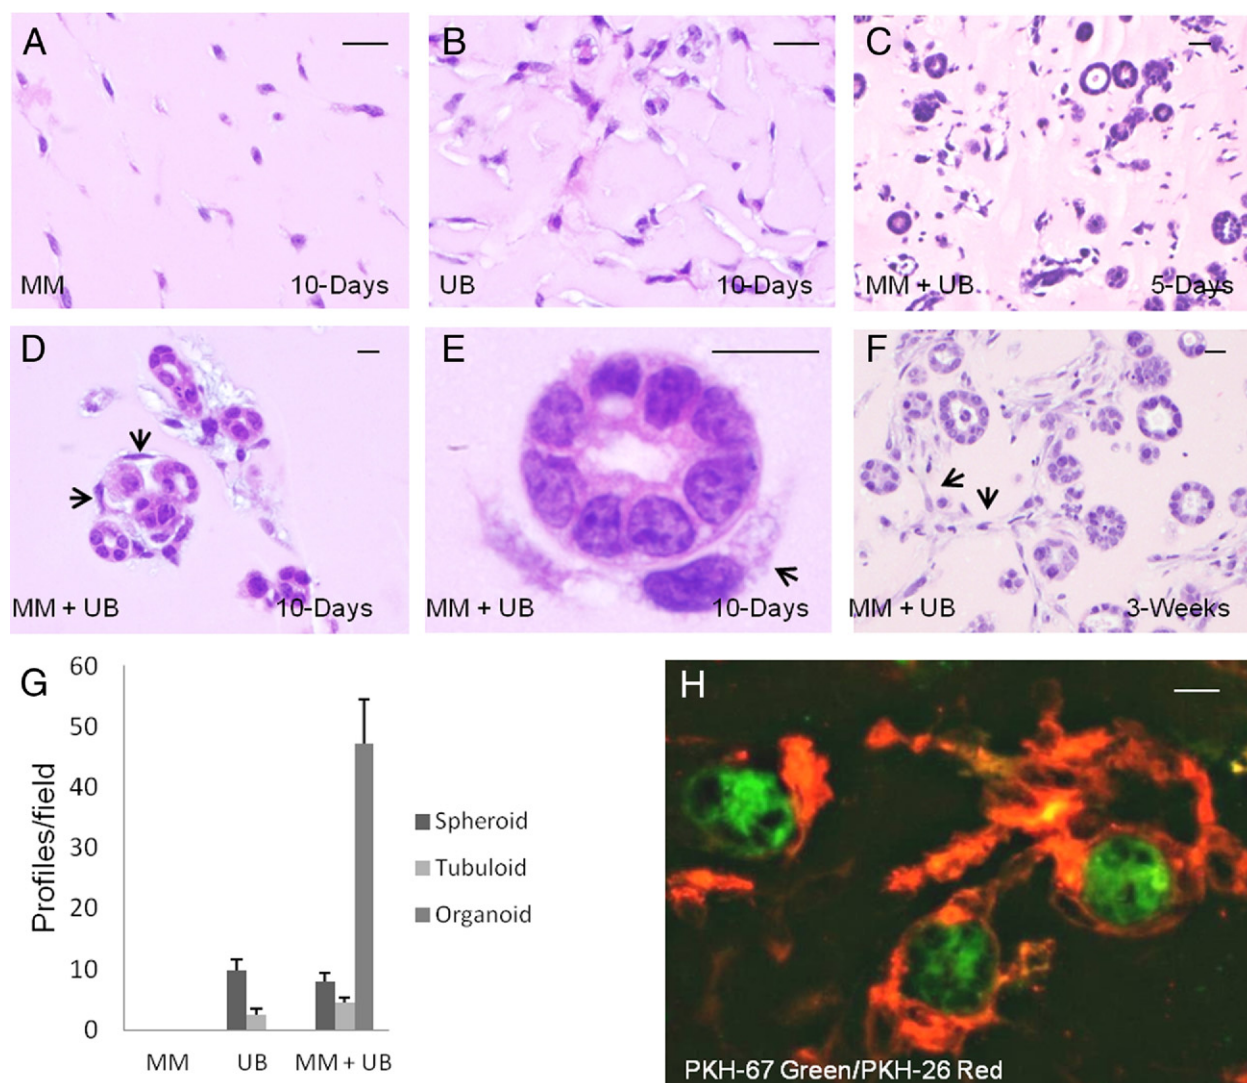 A
MM
10-Days
B
UB
10-Days
C
MM + UB
5-Days
D
MM + UB
10-Days
E
MM + UB
10-Days
F
MM + UB
3-Weeks
G
Profiles/field
60
50
40
30
20
10
0
MM
UB
MM + UB
Spheroid
Tubuloid
Organoid
H
PKH-67 Green/PKH-26 Red